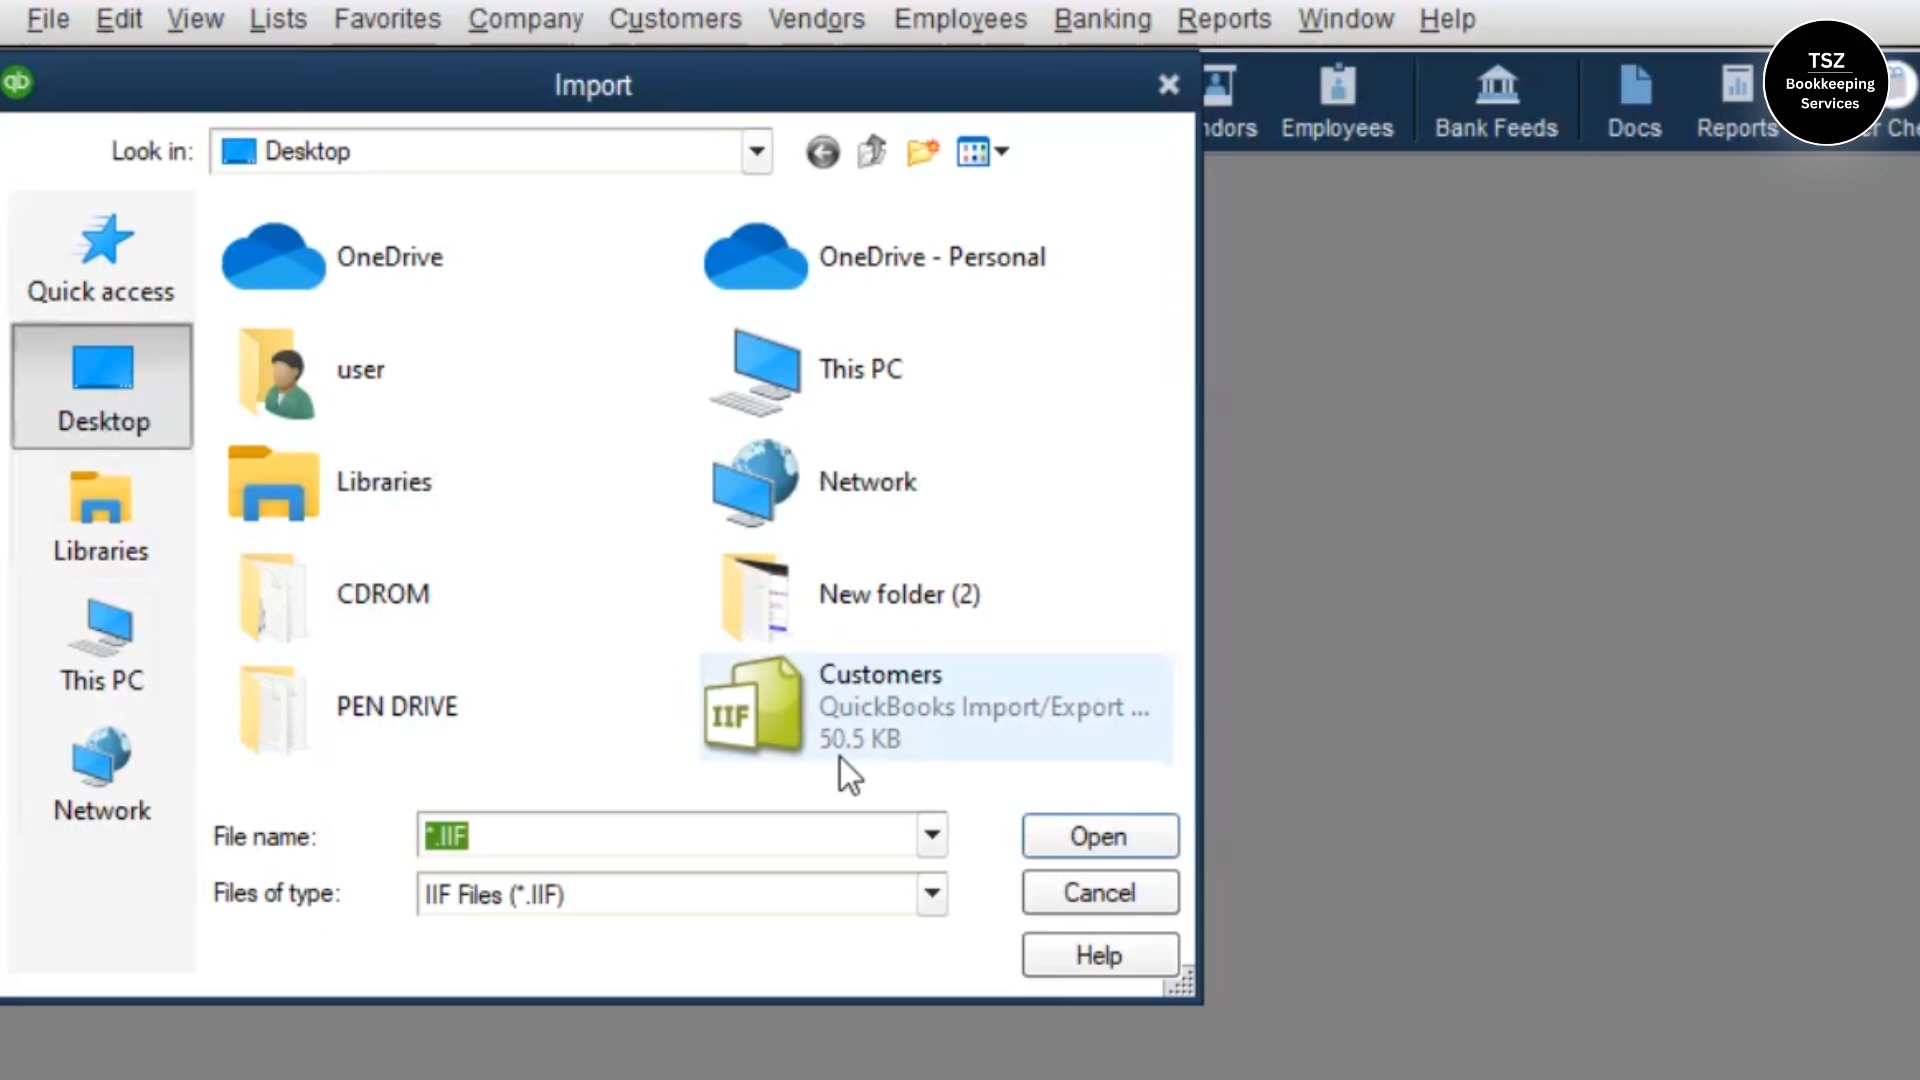 File Edit View Lists Favorites Company Customers Vendors Employees Banking Reports Window Help
qb
Import
Employees
Bank Feeds
Docs
Reports
TSZ
Bookkeeping
Services
Look in:
Desktop
Quick access
Desktop
Libraries
This PC
Network
OneDrive
OneDrive - Personal
user
This PC
Libraries
Network
CDROM
New folder (2)
PEN DRIVE
IIF
Customers
QuickBooks Import/Export ...
50.5 KB
File name:
*.IIF
Open
Files of type:
IIF Files (*.IIF)
Cancel
Help